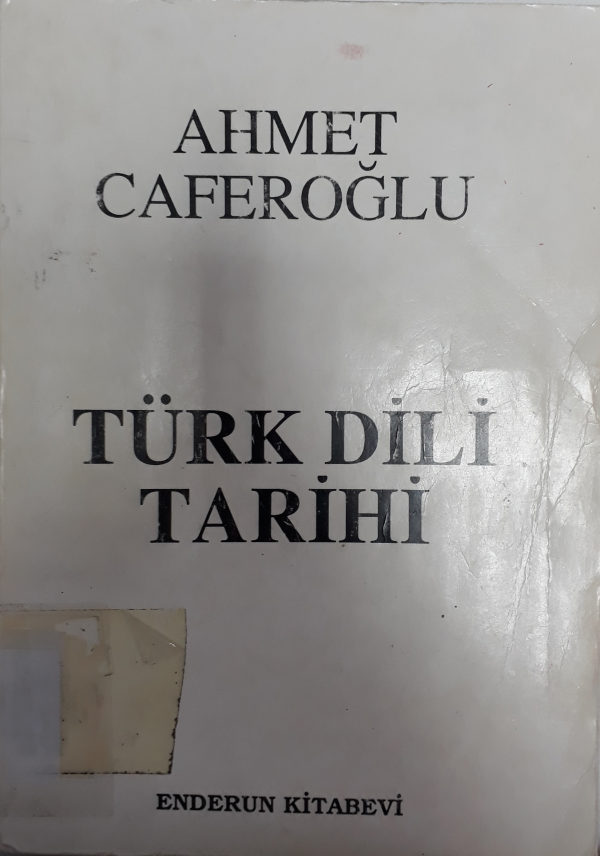 AHMET
CAFEROĞLU
TÜRK DİLİ
TARİHİ
ENDERUN KİTABEVİ